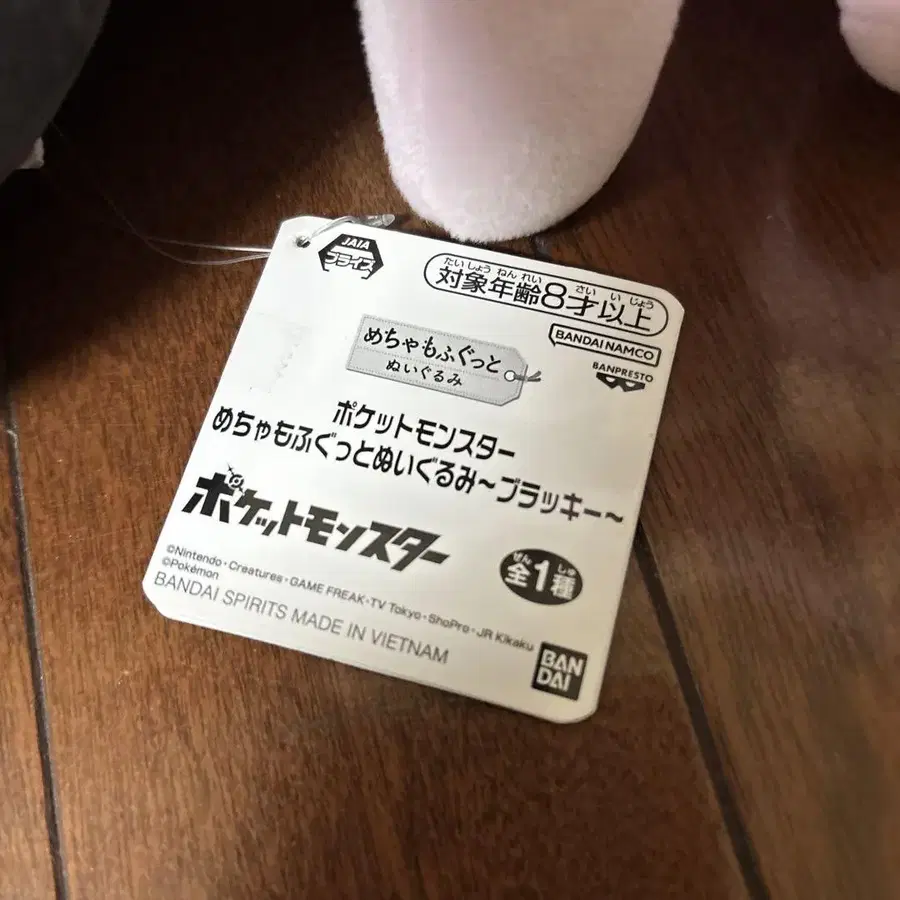 JAIA
プライズ
たいしょうねんれい さい いじょう
対象年齢8才以上
BANDAI NAMCO
BANPRESTO
めちゃもふぐっと
ぬいぐるみ
ポケットモンスター
めちゃもふぐっとぬいぐるみ〜ブラッキー〜
ポケットモンスター
ぜん しゅ
全1種
©Nintendo・Creatures・GAME FREAK・TV Tokyo・ShoPro・JR Kikaku
©Pokémon
BANDAI SPIRITS MADE IN VIETNAM
BAN
DAI